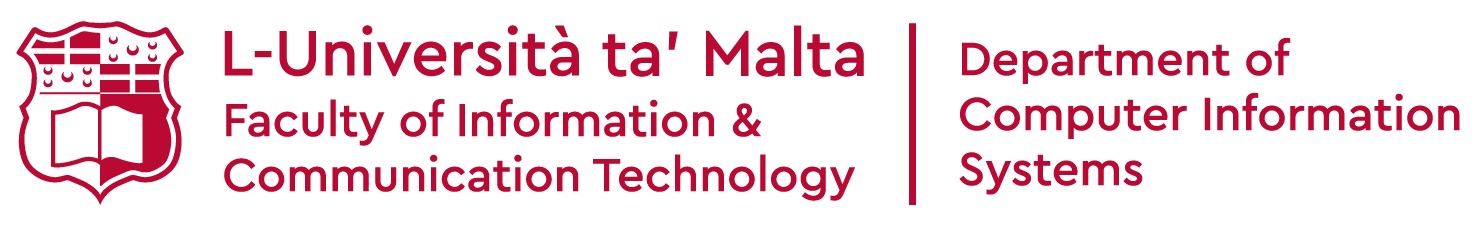 L-Università ta' Malta
Faculty of Information &
Communication Technology
Department of
Computer Information
Systems